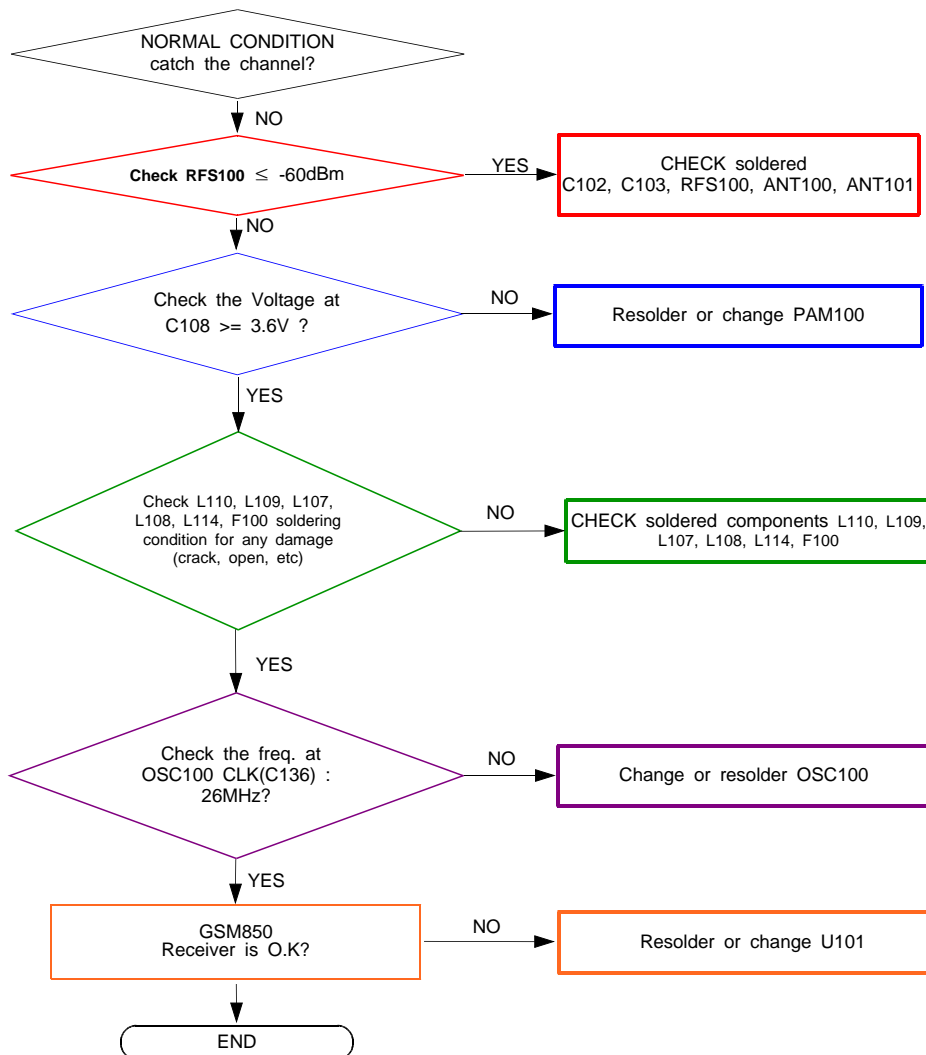 NORMAL CONDITION
catch the channel?
NO
Check RFS100 ≤ -60dBm
YES
CHECK soldered
C102, C103, RFS100, ANT100, ANT101
NO
Check the Voltage at
C108 >= 3.6V ?
NO
Resolder or change PAM100
YES
Check L110, L109, L107,
L108, L114, F100 soldering
condition for any damage
(crack, open, etc)
NO
CHECK soldered components L110, L109,
L107, L108, L114, F100
YES
Check the freq. at
OSC100 CLK(C136) :
26MHz?
NO
Change or resolder OSC100
YES
GSM850
Receiver is O.K?
NO
Resolder or change U101
END